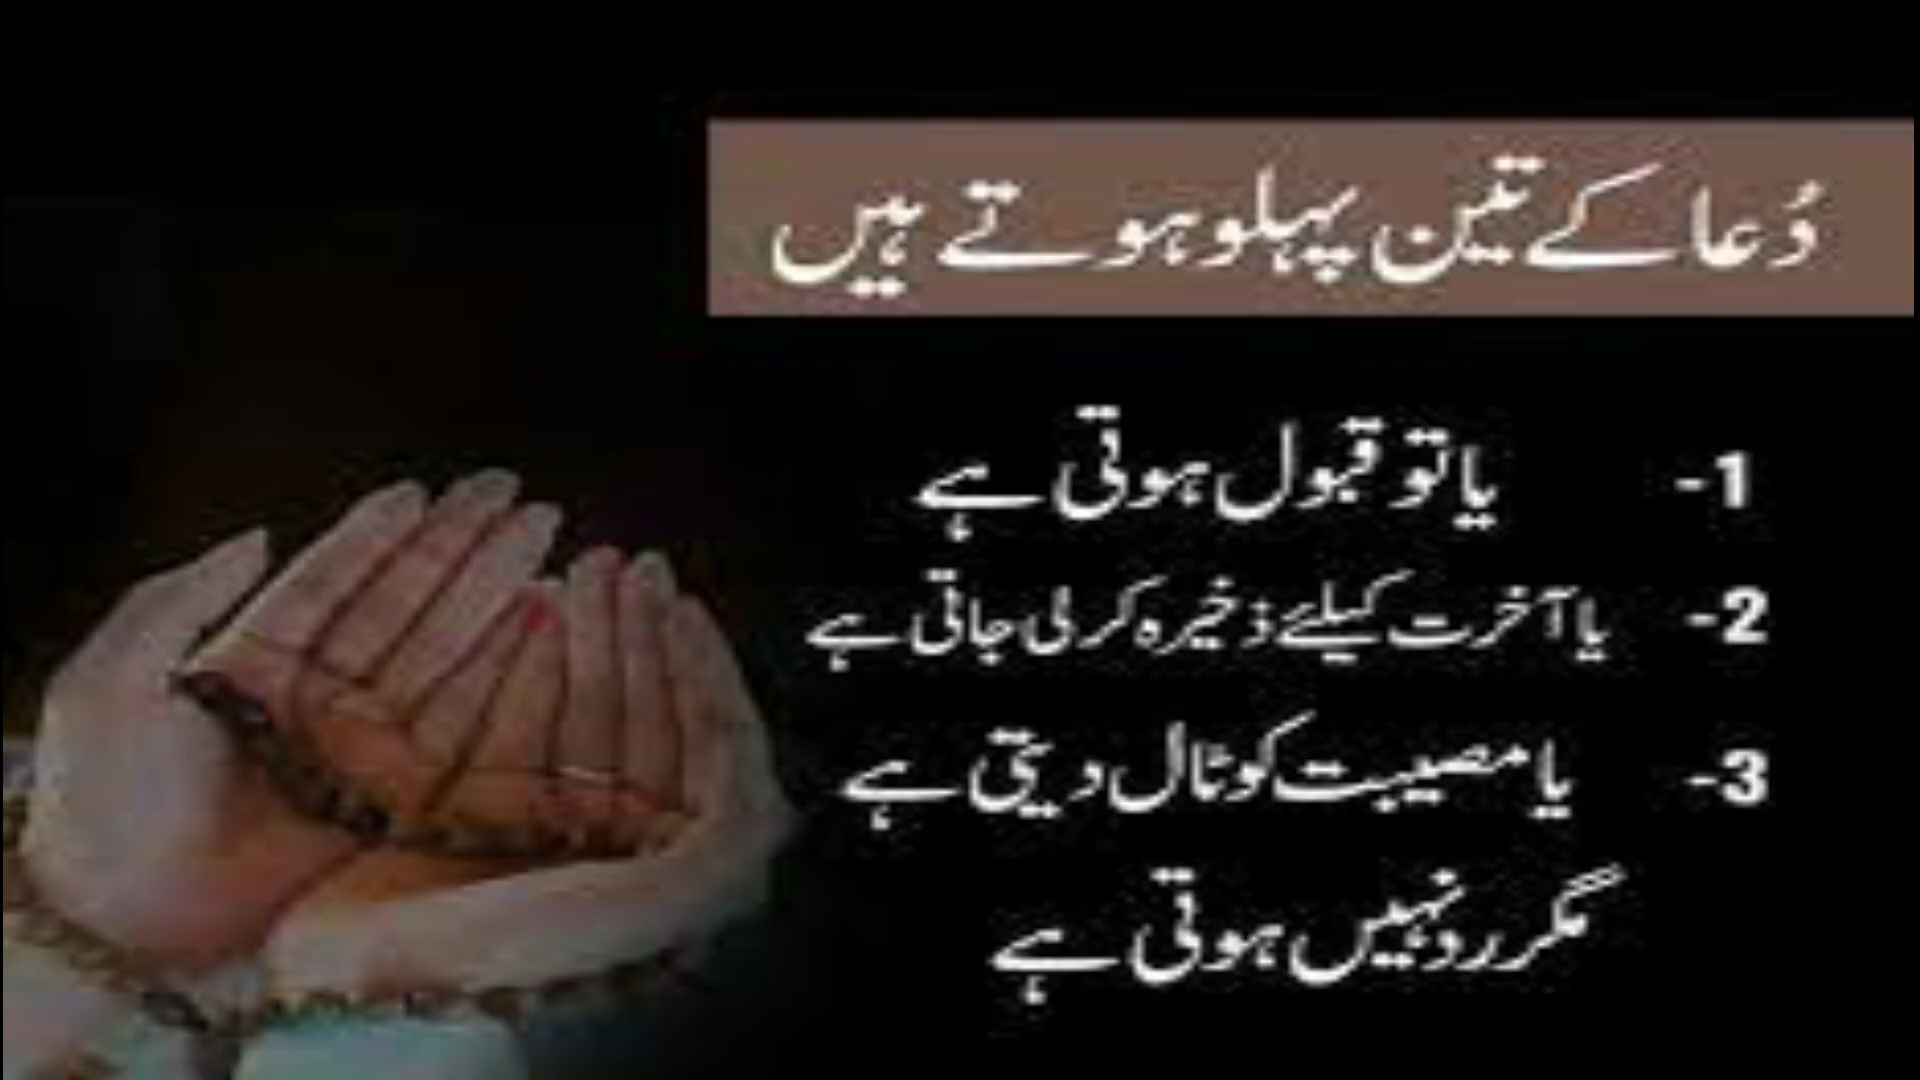 دُعا کے تین پہلو ہوتے ہیں
1- یا تو قبول ہوتی ہے
2- یا آخرت کیلئے ذخیرہ کر لی جاتی ہے
3- یا مصیبت کو ٹال دیتی ہے
مگر رد نہیں ہوتی ہے